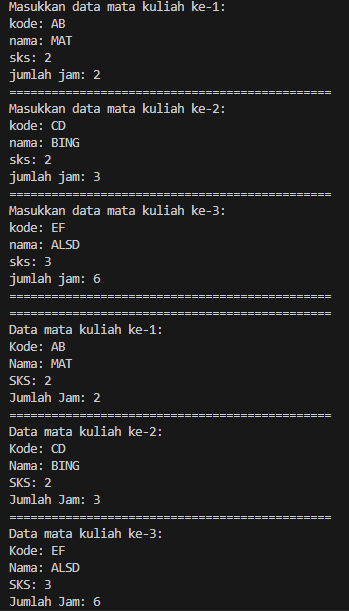 Masukkan data mata kuliah ke-1:
kode: AB
nama: MAT
sks: 2
jumlah jam: 2
==============================================
Masukkan data mata kuliah ke-2:
kode: CD
nama: BING
sks: 2
jumlah jam: 3
==============================================
Masukkan data mata kuliah ke-3:
kode: EF
nama: ALSD
sks: 3
jumlah jam: 6
==============================================
==============================================
Data mata kuliah ke-1:
Kode: AB
Nama: MAT
SKS: 2
Jumlah Jam: 2
==============================================
Data mata kuliah ke-2:
Kode: CD
Nama: BING
SKS: 2
Jumlah Jam: 3
==============================================
Data mata kuliah ke-3:
Kode: EF
Nama: ALSD
SKS: 3
Jumlah Jam: 6